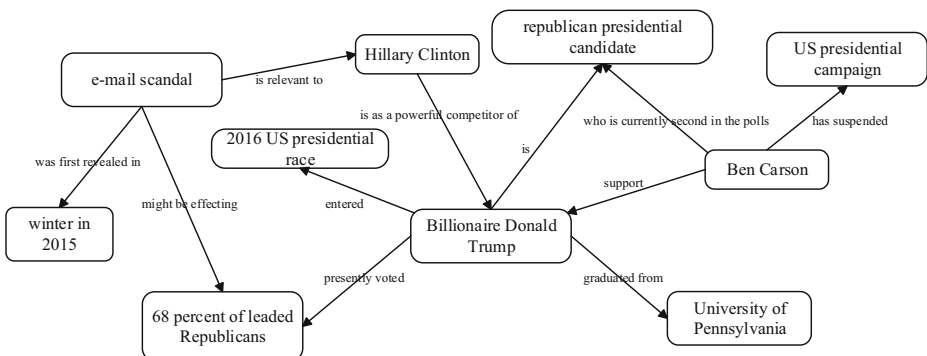 republican presidential
candidate
Hillary Clinton
US presidential
campaign
e-mail scandal
is relevant to
is as a powerful competitor of
who is currently second in the polls
has suspended
2016 US presidential
race
is
was first revealed in
Ben Carson
support
entered
might be effecting
winter in
2015
Billionaire Donald
Trump
presently voted
graduated from
68 percent of leaded
Republicans
University of
Pennsylvania